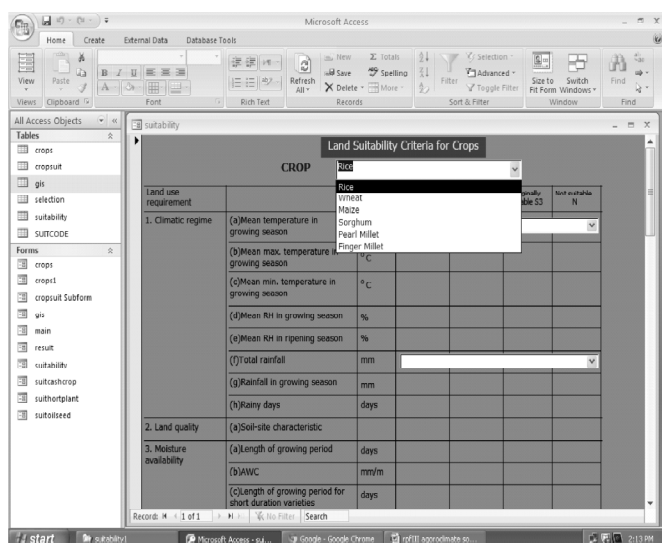 Microsoft Access
Home Create External Data Database Tools
View
Paste
B I U
Refresh All
New
Save
Delete
Totals
Spelling
More
Filter
Selection
Advanced
Toggle Filter
Size to Fit Form
Switch Windows
Find
Views Clipboard Font Rich Text Records Sort & Filter Window Find
All Access Objects
Tables
crops
cropsuit
gis
selection
suitability
SUITCODE
Forms
crops
crops1
cropsuit Subform
gis
main
result
suitability
suitcashcrop
suithortplant
suitoilseed
suitability
Land Suitability Criteria for Crops
CROP Rice
Rice
Wheat
Maize
Sorghum
Pearl Millet
Finger Millet
Land use requirement
Not suitable N
1. Climatic regime
(a)Mean temperature in growing season
(b)Mean max. temperature in growing season °C
(c)Mean min. temperature in growing season °C
(d)Mean RH in growing season %
(e)Mean RH in ripening season %
(f)Total rainfall mm
(g)Rainfall in growing season mm
(h)Rainy days days
2. Land quality (a)Soil-site characteristic
3. Moisture availability
(a)Length of growing period days
(b)AWC mm/m
(c)Length of growing period for short duration varieties days
Record: 1 of 1 No Filter Search
start
suitability1
Microsoft Access - sui...
Google - Google Chrome
2:13 PM